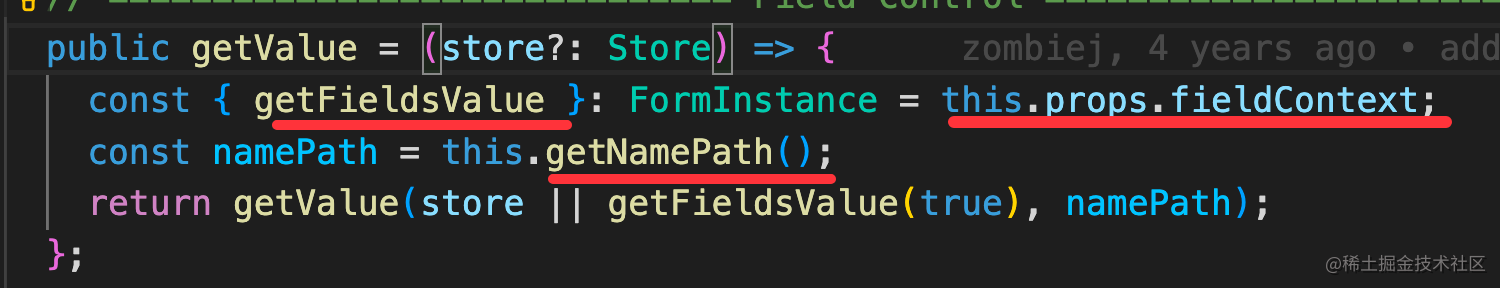 // ============================== Field Control ==============================
public getValue = (store?: Store) => { zombiej, 4 years ago • add
const { getFieldsValue }: FormInstance = this.props.fieldContext;
const namePath = this.getNamePath();
return getValue(store || getFieldsValue(true), namePath);
};
@稀土掘金技术社区